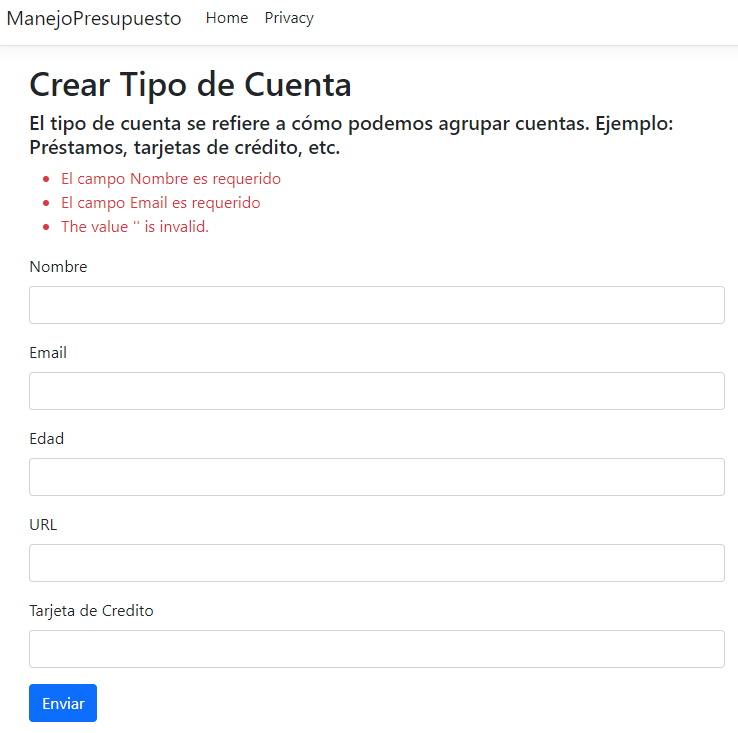 ManejoPresupuesto Home Privacy
Crear Tipo de Cuenta
El tipo de cuenta se refiere a cómo podemos agrupar cuentas. Ejemplo:
Préstamos, tarjetas de crédito, etc.
El campo Nombre es requerido
El campo Email es requerido
The value '' is invalid.
Nombre
Email
Edad
URL
Tarjeta de Credito
Enviar